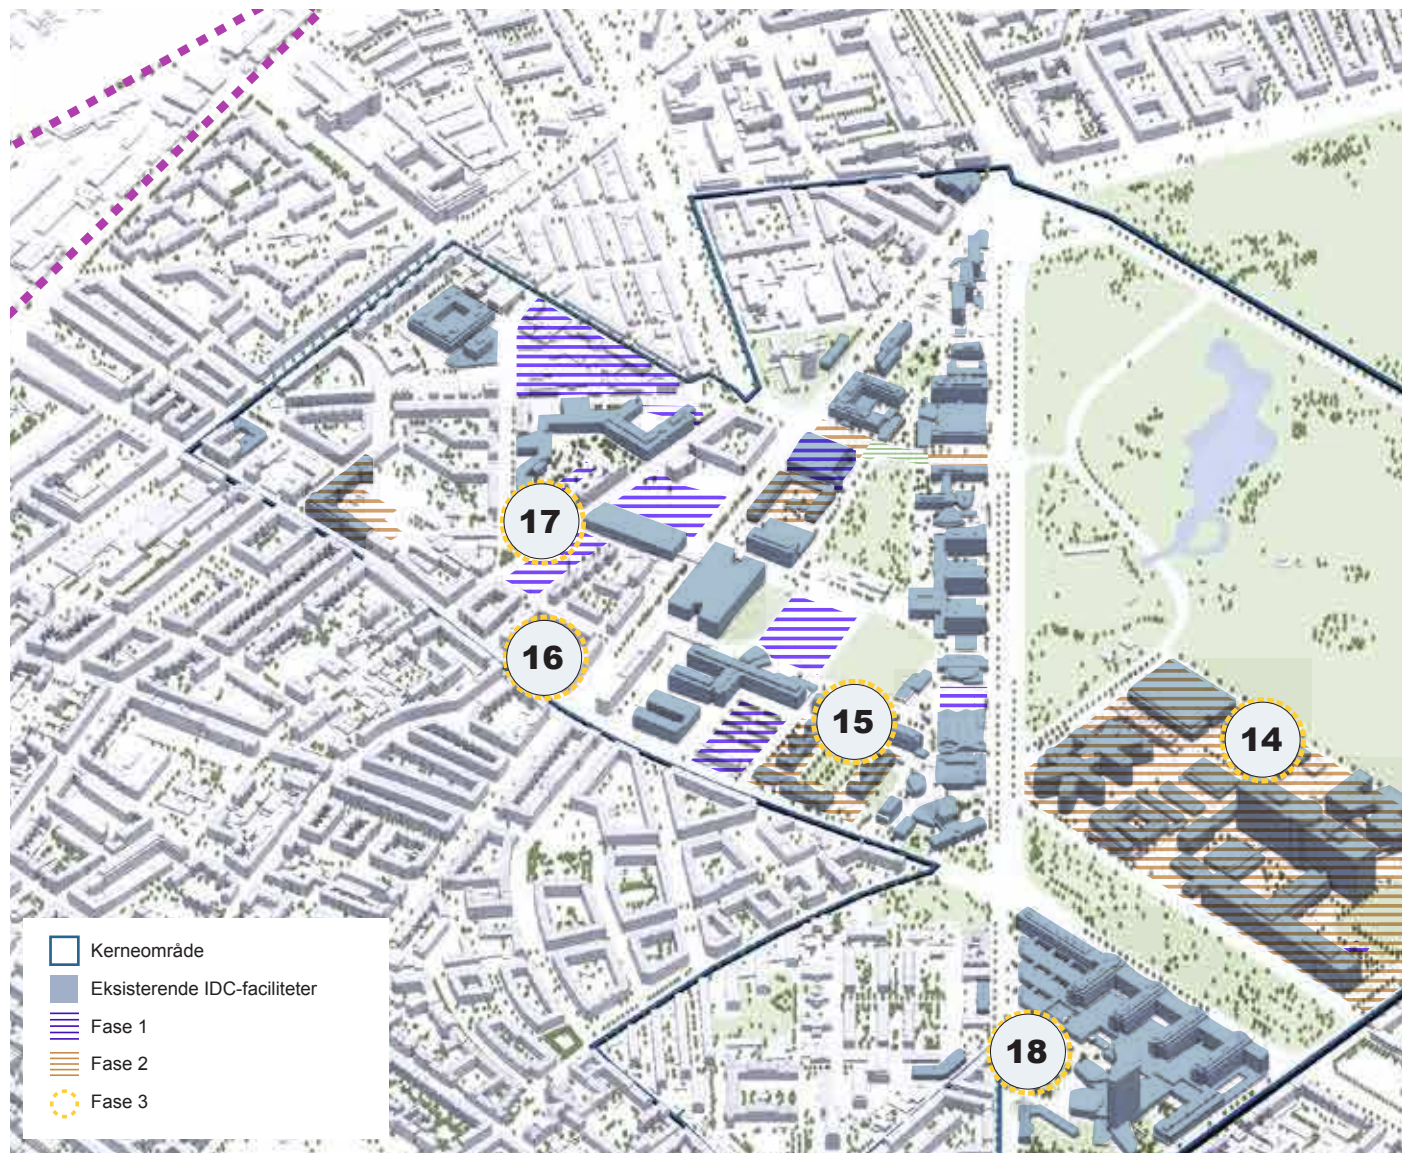 17
16
15
14
18
Kerneområde
Eksisterende IDC-faciliteter
Fase 1
Fase 2
Fase 3